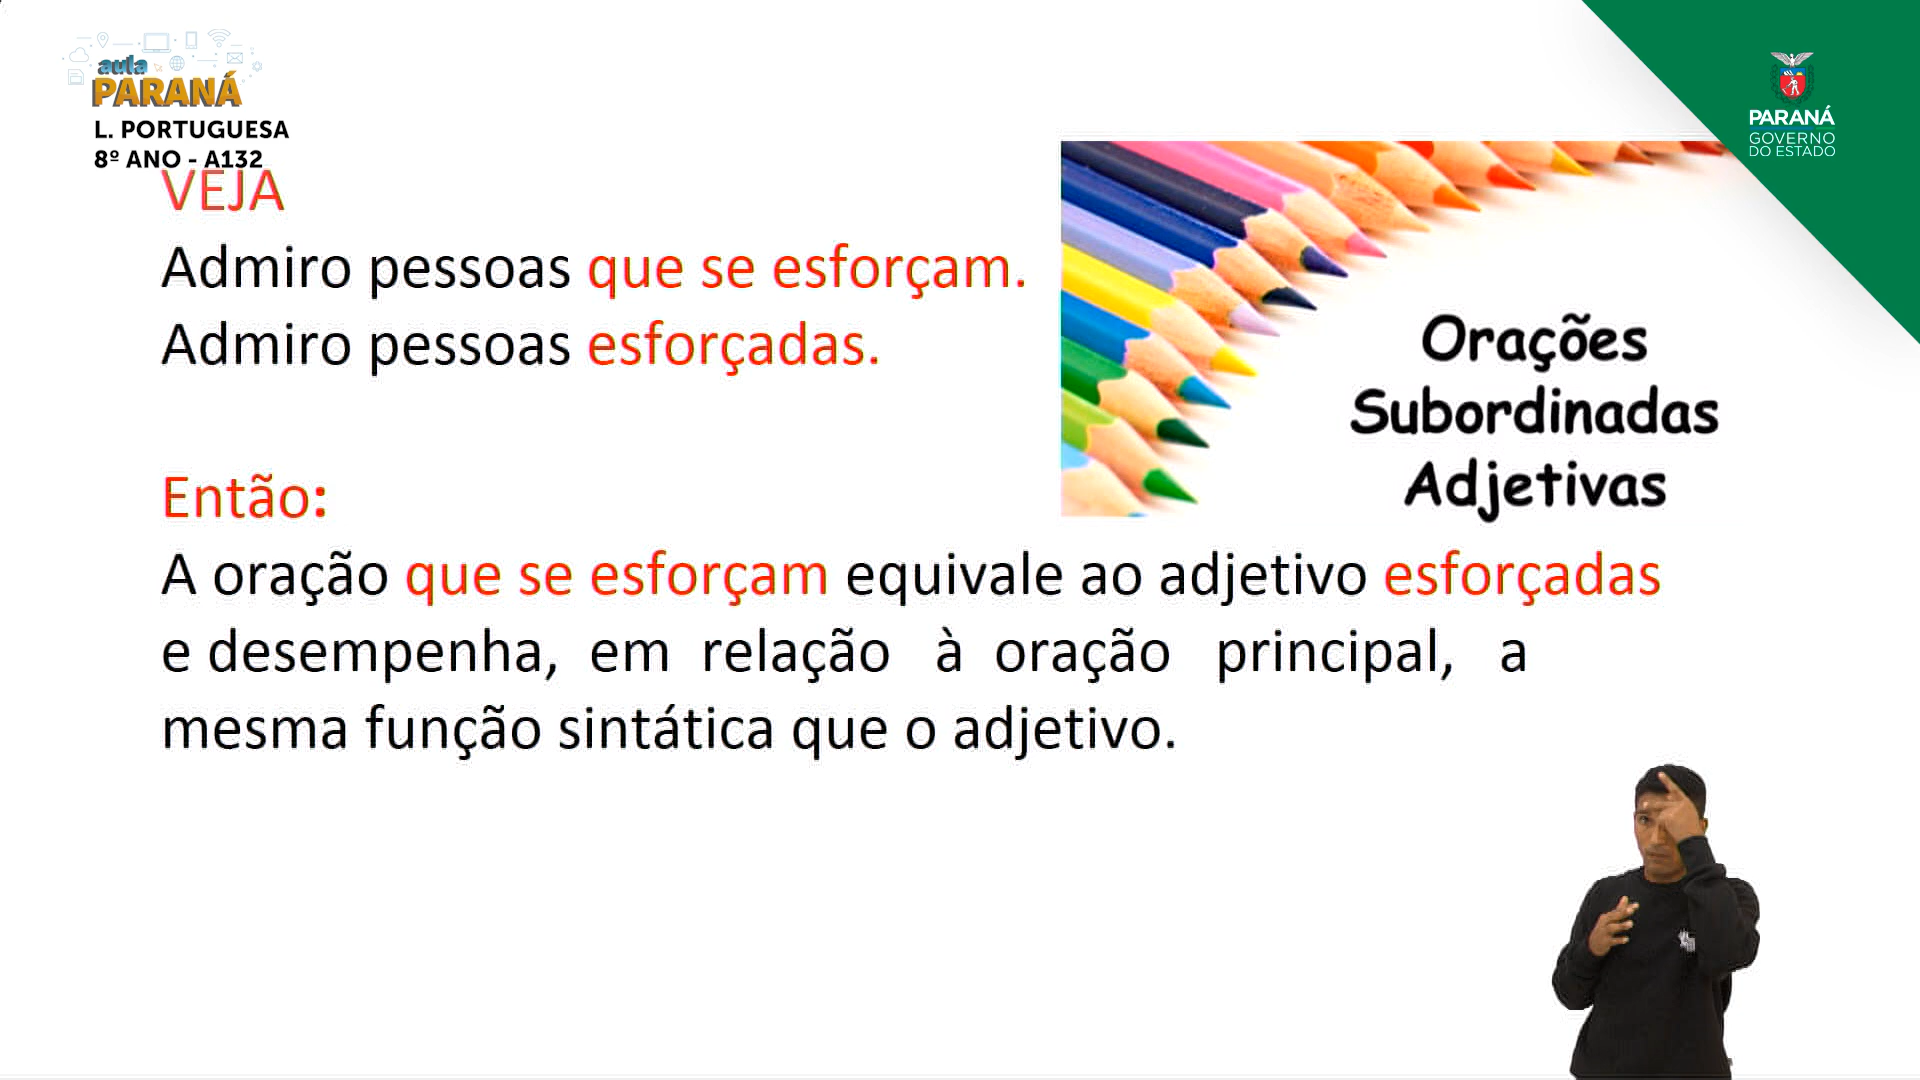 aula
PARANÁ
L. PORTUGUESA
8º ANO - A132
PARANÁ
GOVERNO
DO ESTADO
VEJA
Admiro pessoas que se esforçam.
Admiro pessoas esforçadas.
Orações
Subordinadas
Adjetivas
Então:
A oração que se esforçam equivale ao adjetivo esforçadas
e desempenha, em relação à oração principal, a
mesma função sintática que o adjetivo.